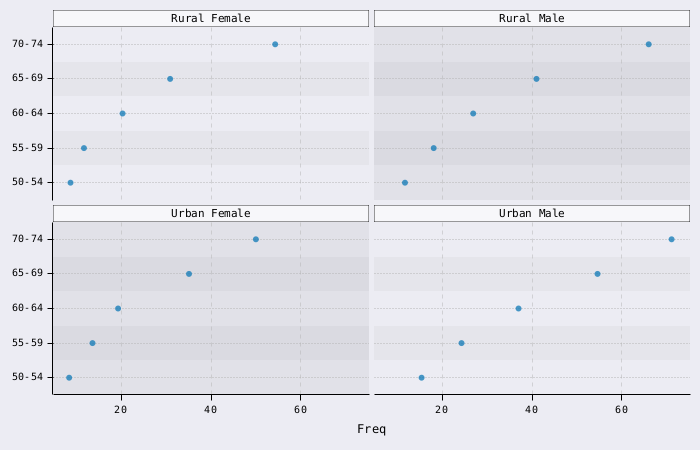 Rural Female
Rural Male
70-74
65-69
60-64
55-59
50-54
Urban Female
Urban Male
70-74
65-69
60-64
55-59
50-54
20 40 60 20 40 60
Freq